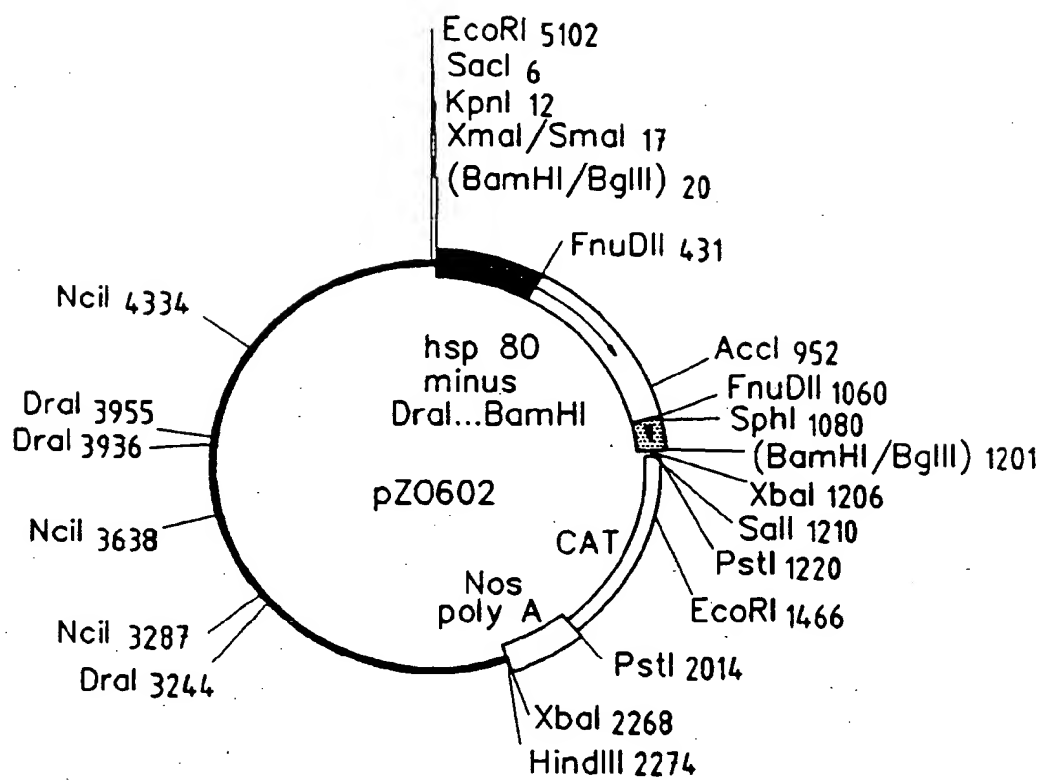 EcoRI 5102
SacI 6
KpnI 12
XmaI/SmaI 17
(BamHI/BglII) 20
FnuDII 431
NciI 4334
hsp 80
minus
DraI...BamHI
AccI 952
FnuDII 1060
SphI 1080
(BamHI/BglII) 1201
XbaI 1206
SalI 1210
PstI 1220
DraI 3955
DraI 3936
pZO602
NciI 3638
CAT
EcoRI 1466
Nos
poly A
NciI 3287
DraI 3244
PstI 2014
XbaI 2268
HindIII 2274